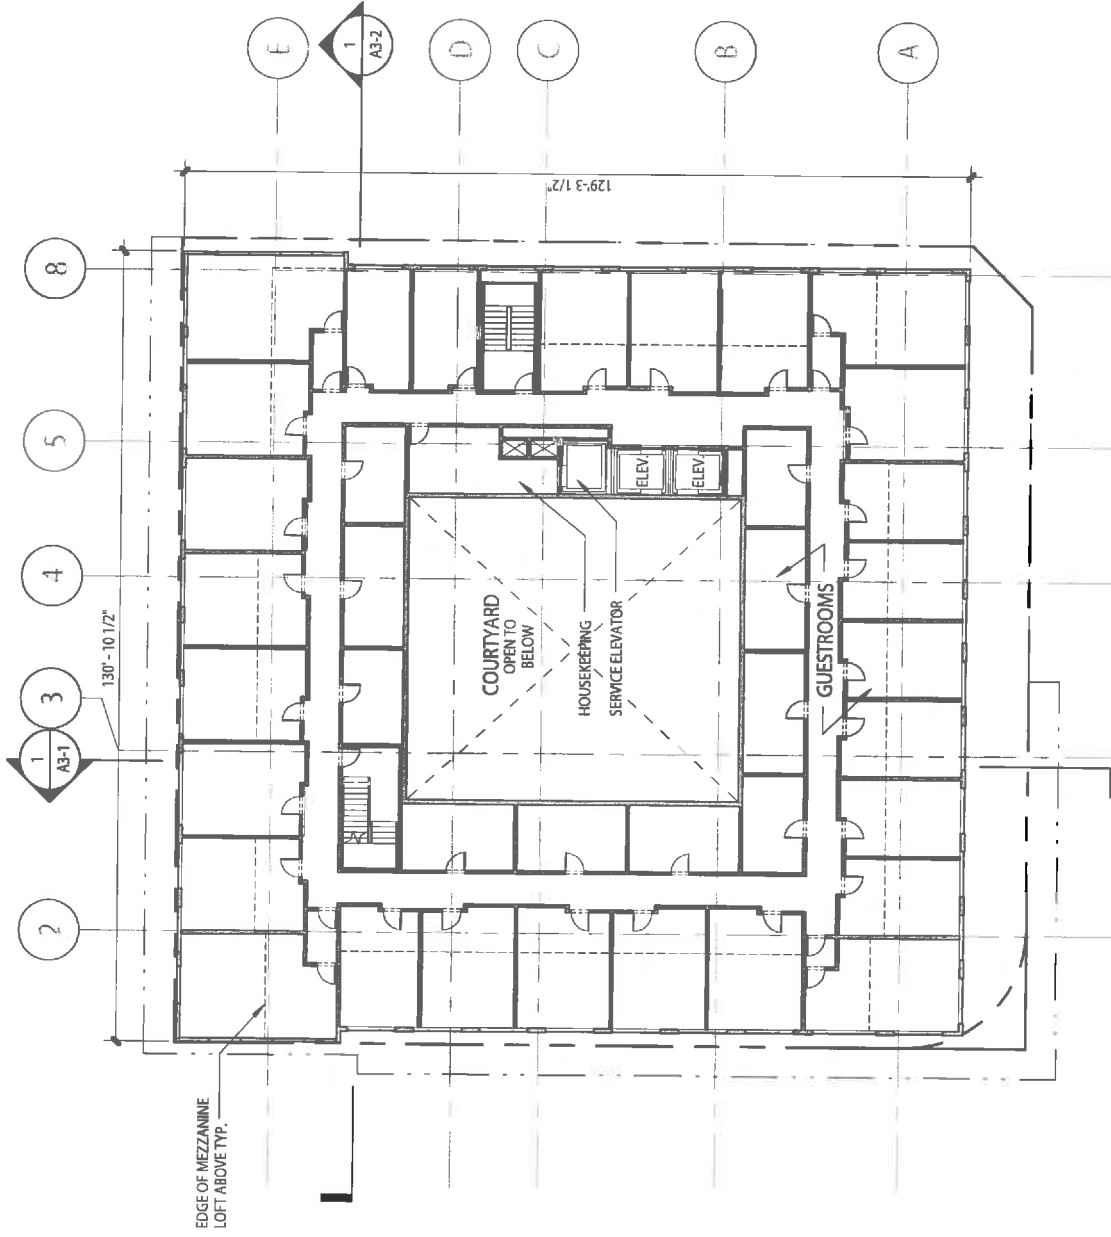 E
1
A3-2
D
C
B
A
8
129'-3 1/2"
5
4
130' - 10 1/2"
3
1
A3-1
2
ELEV.
ELEV.
COURTYARD
OPEN TO
BELOW
HOUSEKEEPING
SERVICE ELEVATOR
GUESTROOMS
EDGE OF MEZZANINE
LOFT ABOVE TYP.